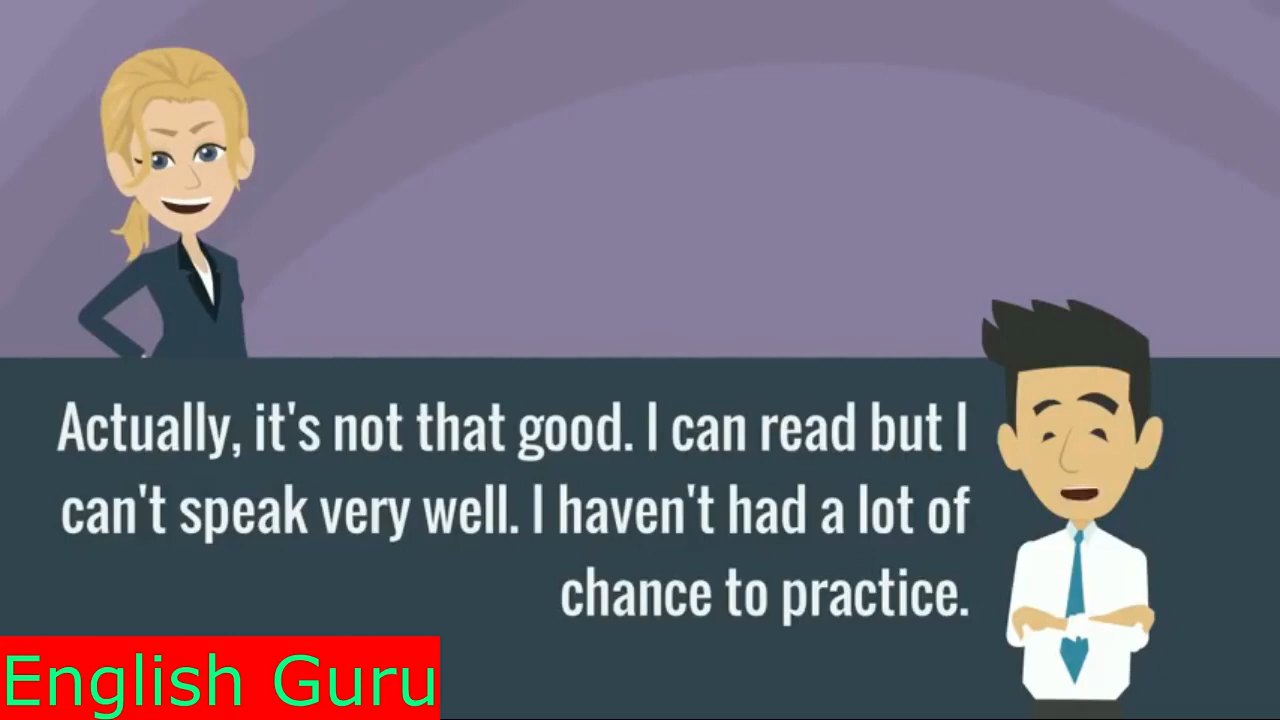 Actually, it's not that good. I can read but I
can't speak very well. I haven't had a lot of
chance to practice.
English Guru